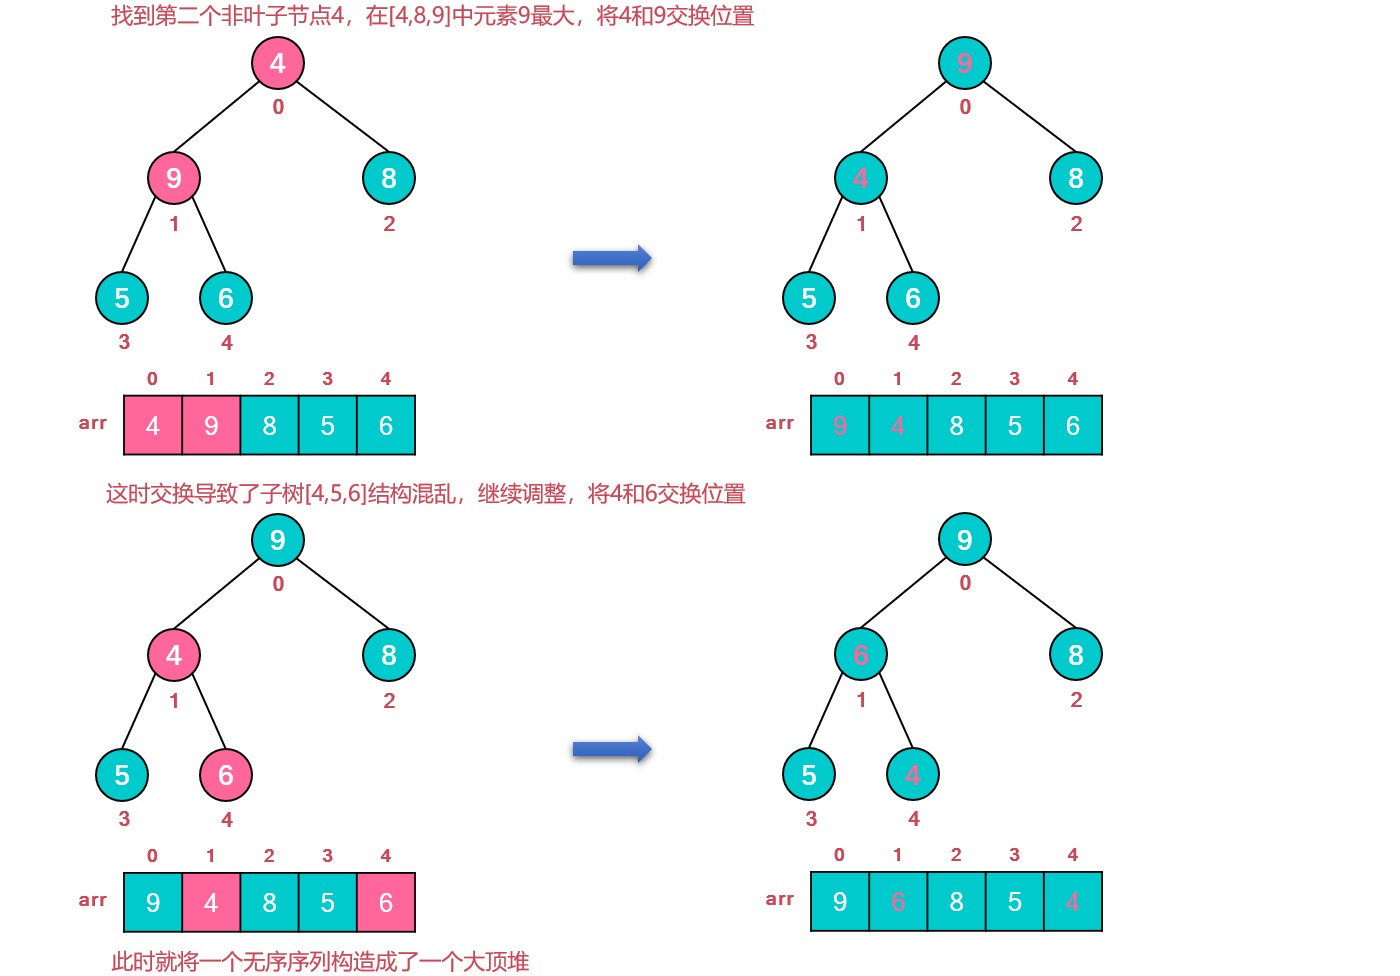 找到第二个非叶子节点4，在[4,8,9]中元素9最大，将4和9交换位置
4 9
0 0
9 8 4 8
1 2 1 2
5 6 5 6
3 4 3 4
0 1 2 3 4 0 1 2 3 4
arr 4 9 8 5 6 arr 9 4 8 5 6
这时交换导致了子树[4,5,6]结构混乱，继续调整，将4和6交换位置
9 9
0 0
4 8 6 8
1 2 1 2
5 6 5 4
3 4 3 4
0 1 2 3 4 0 1 2 3 4
arr 9 4 8 5 6 arr 9 6 8 5 4
此时就将一个无序序列构造成了一个大顶堆